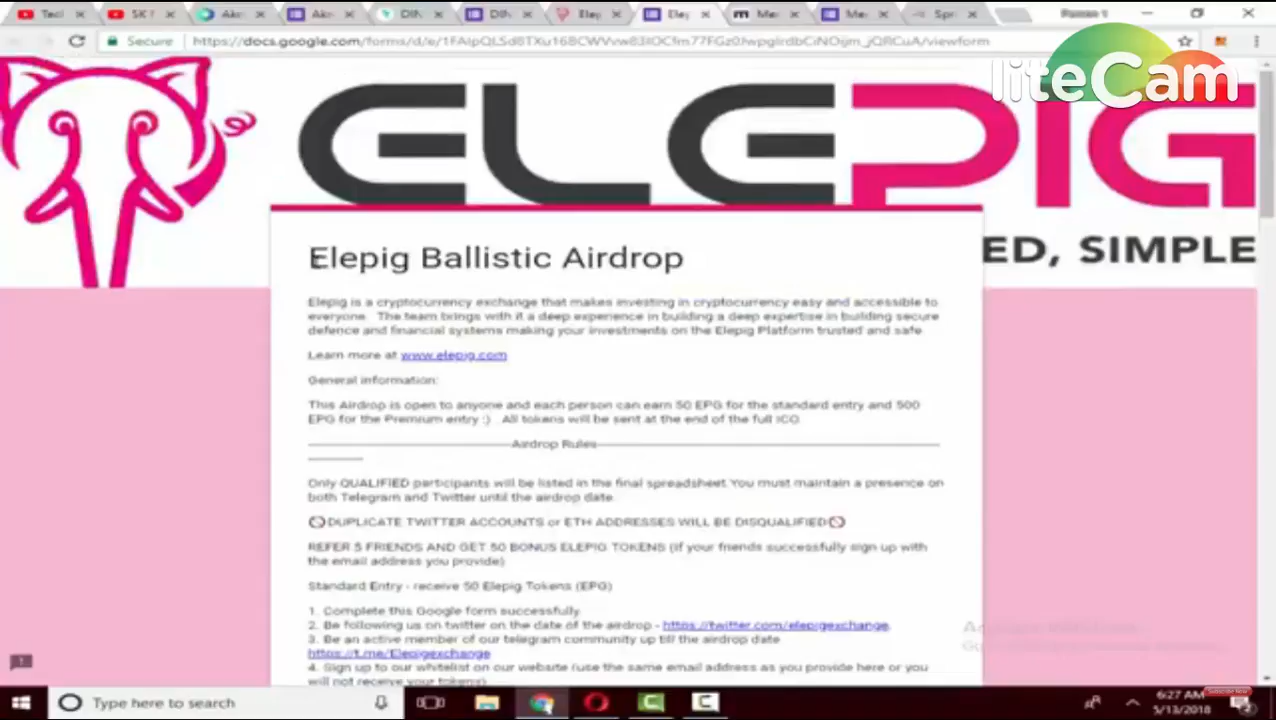 Secure
liteCam
ELEPIG
ED, SIMPLE
Elepig Ballistic Airdrop
Elepig is a cryptocurrency exchange that makes investing in cryptocurrency easy and accessible to
everyone. The team brings with it a deep experience in building a deep expertise in building secure
defence and financial systems making your investments on the Elepig Platform trusted and safe
Learn more at www.elepig.com
General information:
This Airdrop is open to anyone and each person can earn 50 EPG for the standard entry and 500
EPG for the Premium entry :) All tokens will be sent at the end of the full ICO
Airdrop Rules
Only QUALIFIED participants will be listed in the final spreadsheet.You must maintain a presence on
both Telegram and Twitter until the airdrop date.
🚫DUPLICATE TWITTER ACCOUNTS or ETH ADDRESSES WILL BE DISQUALIFIED🚫
REFER 5 FRIENDS AND GET 50 BONUS ELEPIG TOKENS (if your friends successfully sign up with
the email address you provide)
Standard Entry - receive 50 Elepig Tokens (EPG)
1. Complete this Google form successfully.
2. Be following us on twitter on the date of the airdrop - https://twitter.com/elepigexchange.
3. Be an active member of our telegram community up till the airdrop date
https://t.me/Elepigexchange
4. Sign up to our whitelist on our website (use the same email address as you provide here or you
will not receive your tokens)
Type here to search
6:27 AM
5/13/2018